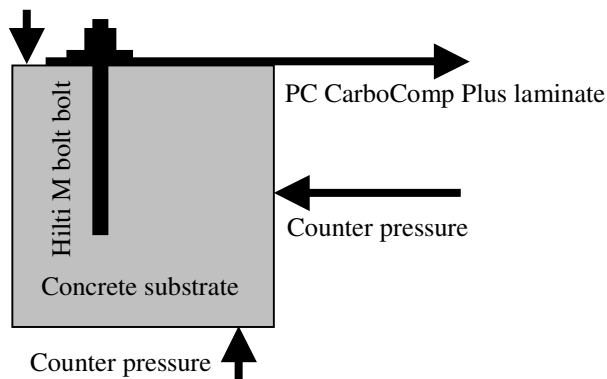 PC CarboComp Plus laminate
Hilti M bolt bolt
Counter pressure
Concrete substrate
Counter pressure